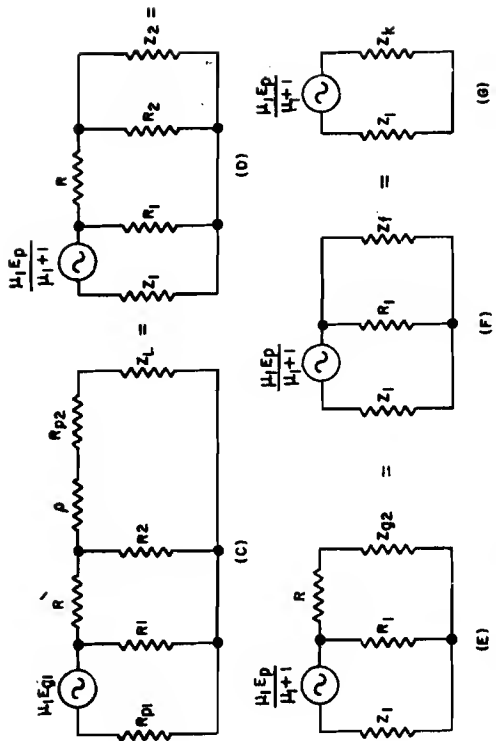 μ₁Eg₁
R
ρ
Rp2
Rp1
R1
R2
Z_L
=
(C)
μ₁Ep
μ₁+1
R
Z₁
R₁
R₂
Z₂
=
(D)
μ₁Ep
μ₁+1
R
Z₁
R₁
Zg2
=
(E)
μ₁Ep
μ₁+1
Z₁
R₁
Zf
=
(F)
μ₁Ep
μ₁+1
Z₁
Zk
(G)